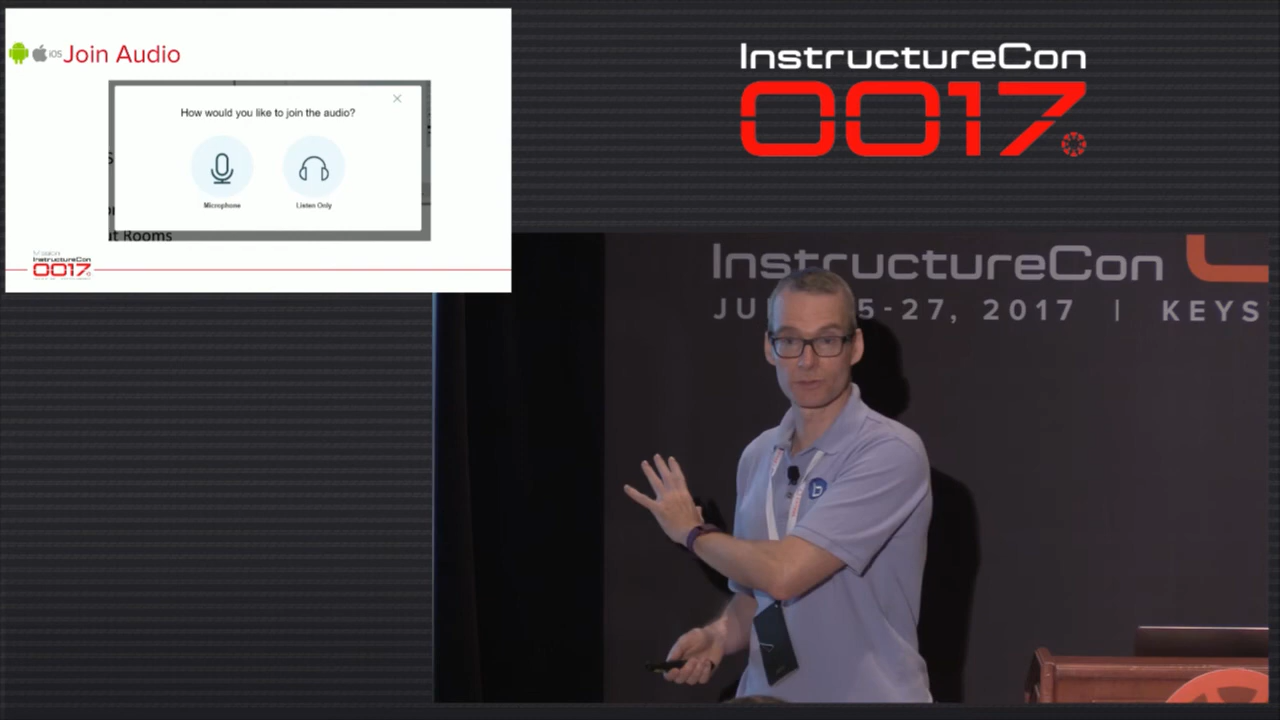 iOS Join Audio
How would you like to join the audio?
Microphone
Listen Only
ut Rooms
InstructureCon
0017
InstructureCon
0017
InstructureCon
JU 5-27, 2017 | KEYS
b